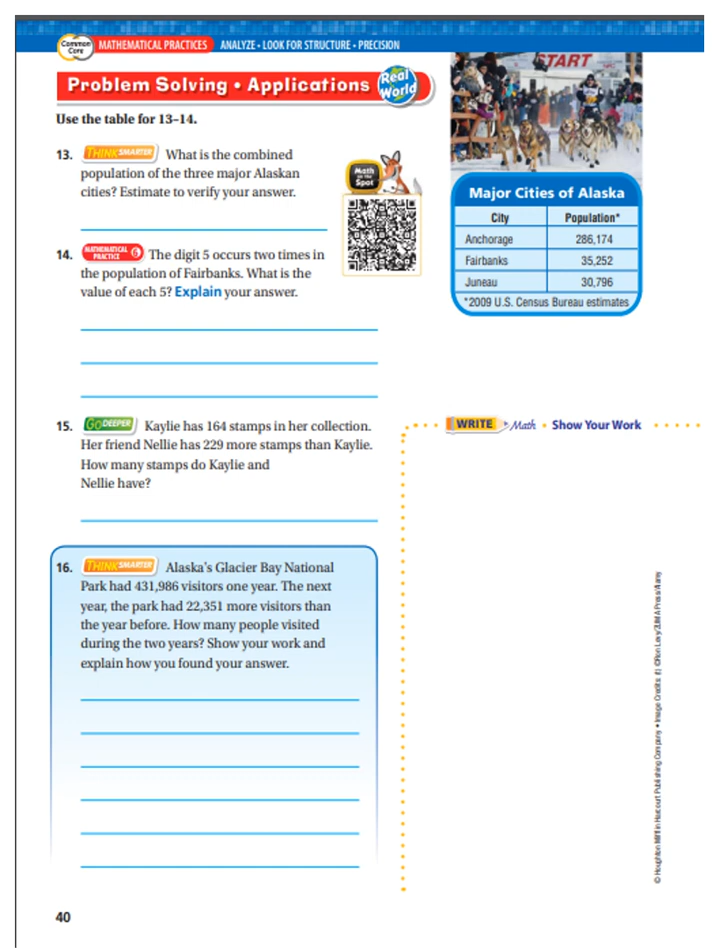 Common Core MATHEMATICAL PRACTICES ANALYZE • LOOK FOR STRUCTURE • PRECISION
Problem Solving • Applications Real World
Use the table for 13–14.
13. THINK SMARTER What is the combined
population of the three major Alaskan
cities? Estimate to verify your answer.
Math on the Spot
14. MATHEMATICAL PRACTICE 6 The digit 5 occurs two times in
the population of Fairbanks. What is the
value of each 5? Explain your answer.
START
Major Cities of Alaska
City Population*
Anchorage 286,174
Fairbanks 35,252
Juneau 30,796
*2009 U.S. Census Bureau estimates
15. GO DEEPER Kaylie has 164 stamps in her collection.
Her friend Nellie has 229 more stamps than Kaylie.
How many stamps do Kaylie and
Nellie have?
WRITE Math • Show Your Work
16. THINK SMARTER Alaska's Glacier Bay National
Park had 431,986 visitors one year. The next
year, the park had 22,351 more visitors than
the year before. How many people visited
during the two years? Show your work and
explain how you found your answer.
© Houghton Mifflin Harcourt Publishing Company • Image Credits: (t) ©Ron Levy/ZUMA Press/Alamy
40